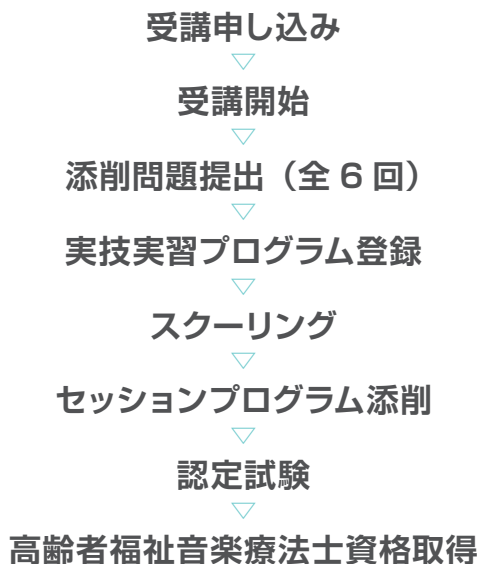 受講申し込み
▽
受講開始
▽
添削問題提出（全 6 回）
▽
実技実習プログラム登録
▽
スクーリング
▽
セッションプログラム添削
▽
認定試験
▽
高齢者福祉音楽療法士資格取得